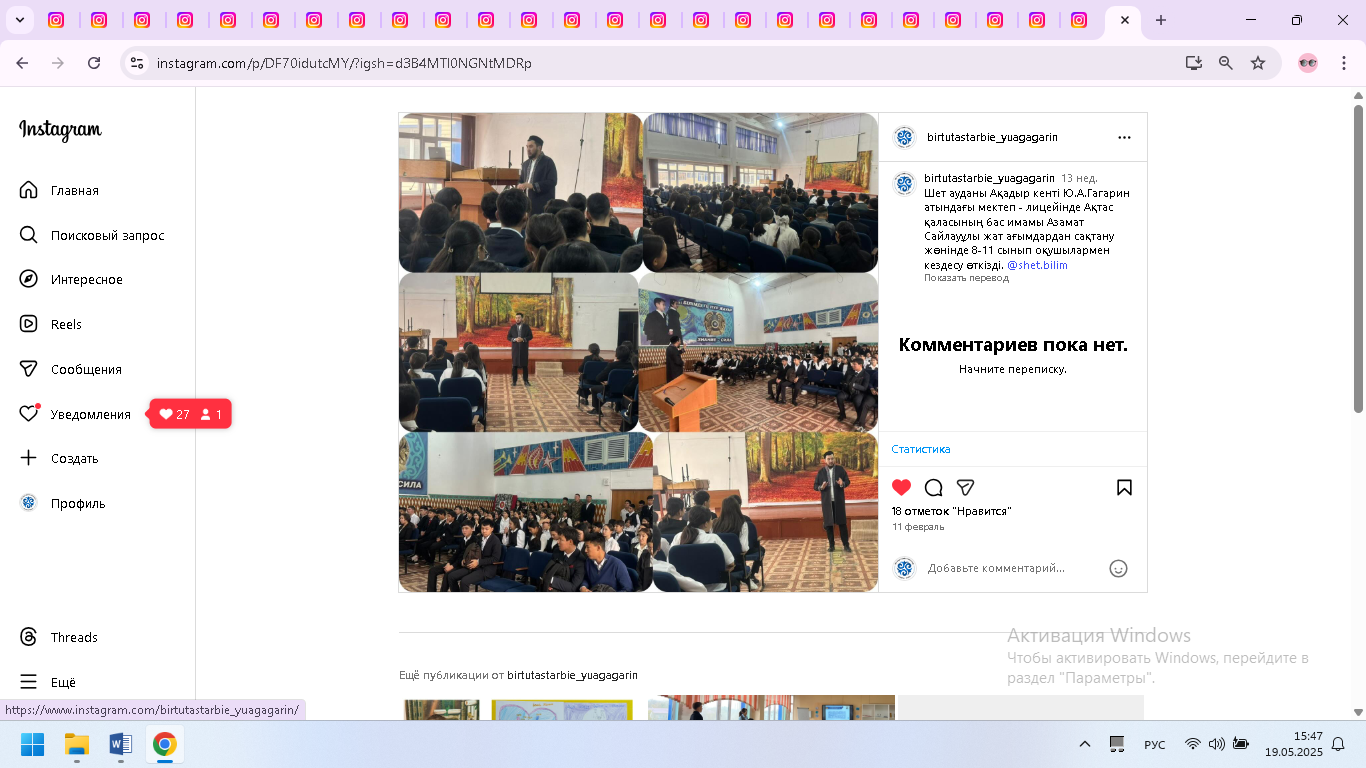 instagram.com/p/DF70idutcMY/?igsh=d3B4MTl0NGNtMDRp
Instagram
Главная
Поисковый запрос
Интересное
Reels
Сообщения
Уведомления
27 1
Создать
Профиль
Threads
Ещё
https://www.instagram.com/birtutastarbie_yuagagarin/
СИЛА
birtutastarbie_yuagagarin
birtutastarbie_yuagagarin 13 нед.
Шет ауданы Ақадыр кенті Ю.А.Гагарин
атындағы мектеп - лицейінде Ақтас
қаласының бас имамы Азамат
Сайлауұлы жат ағымдардан сақтану
жөнінде 8-11 сынып оқушылармен
кездесу өткізді. @shet.bilim
Показать перевод
Комментариев пока нет.
Начните переписку.
Статистика
18 отметок "Нравится"
11 февраль
Добавьте комментарий...
Ещё публикации от birtutastarbie_yuagagarin
Активация Windows
Чтобы активировать Windows, перейдите в
раздел "Параметры".
РУС
15:47
19.05.2025